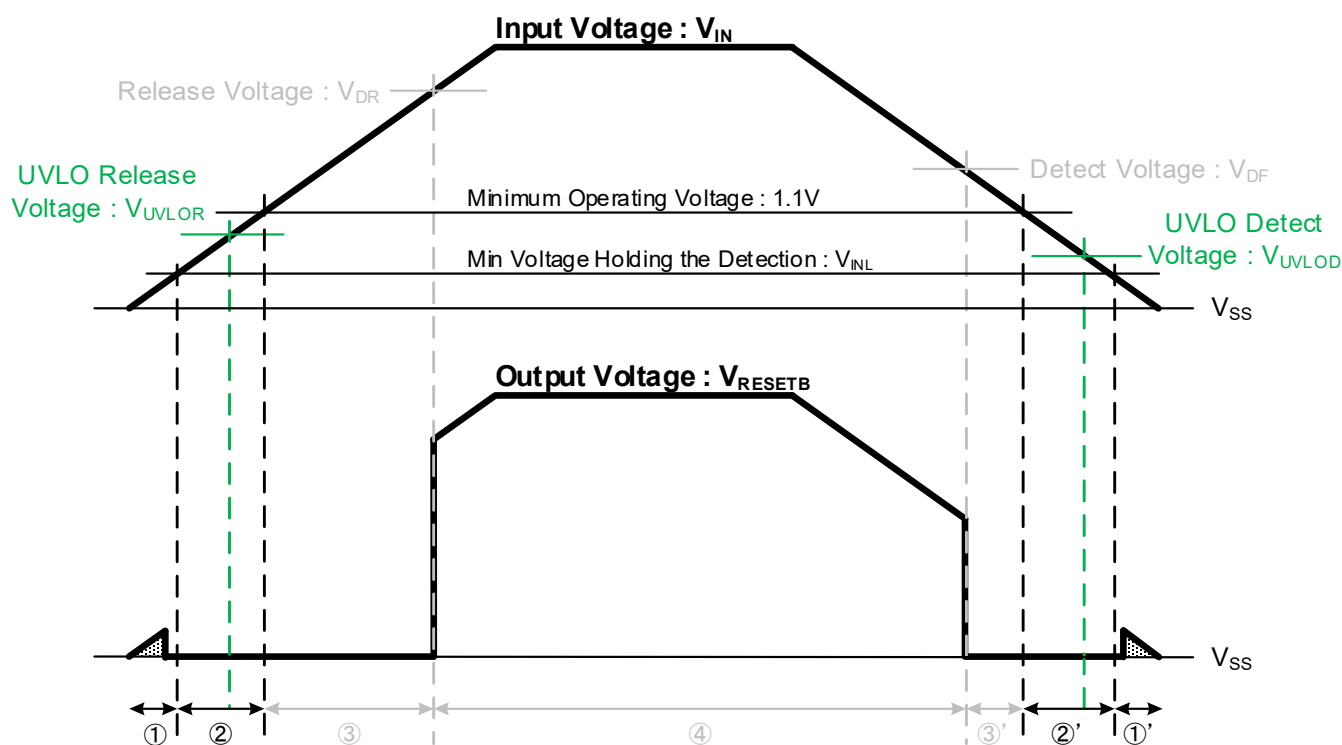 Input Voltage : VIN
Release Voltage : VDR
UVLO Release
Voltage : VUVLOR
Detect Voltage : VDF
Minimum Operating Voltage : 1.1V
UVLO Detect
Voltage : VUVLOD
Min Voltage Holding the Detection : VINL
VSS
Output Voltage : VRESETB
VSS
① ② ③ ④ ③’ ②’ ①’